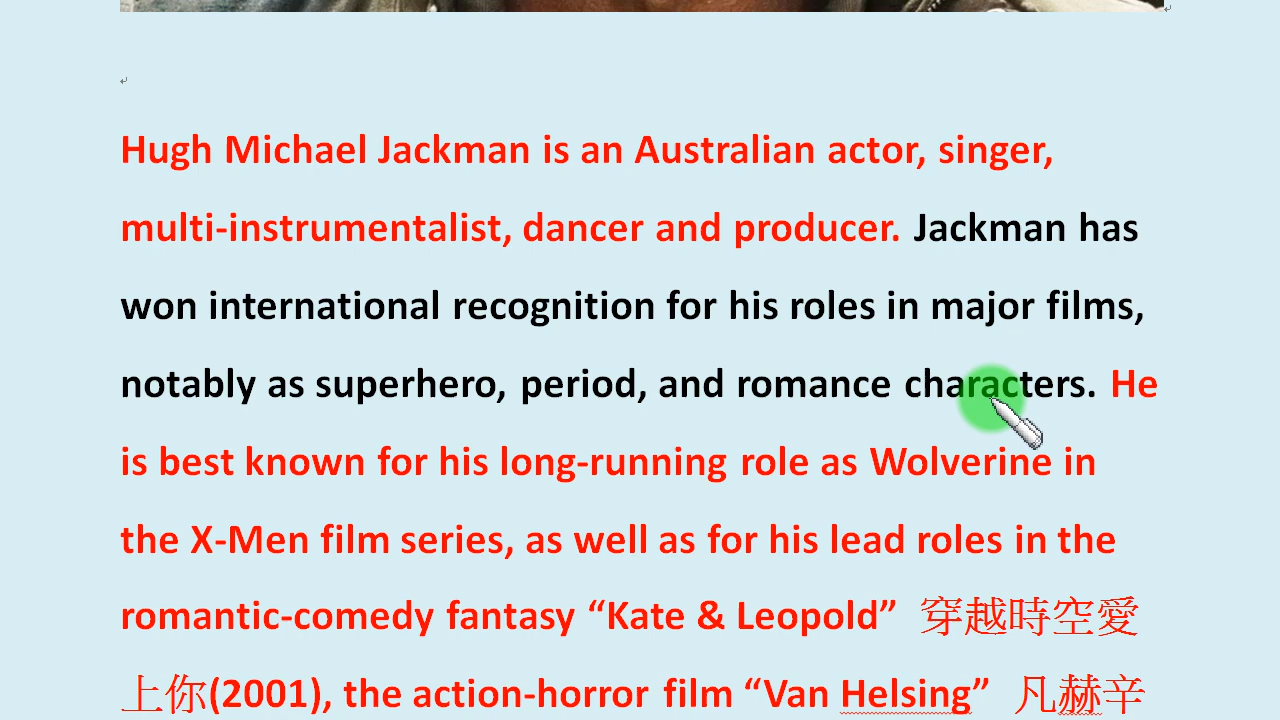 Hugh Michael Jackman is an Australian actor, singer,
multi-instrumentalist, dancer and producer. Jackman has
won international recognition for his roles in major films,
notably as superhero, period, and romance characters. He
is best known for his long-running role as Wolverine in
the X-Men film series, as well as for his lead roles in the
romantic-comedy fantasy “Kate & Leopold” 穿越時空愛
上你(2001), the action-horror film “Van Helsing” 凡赫辛